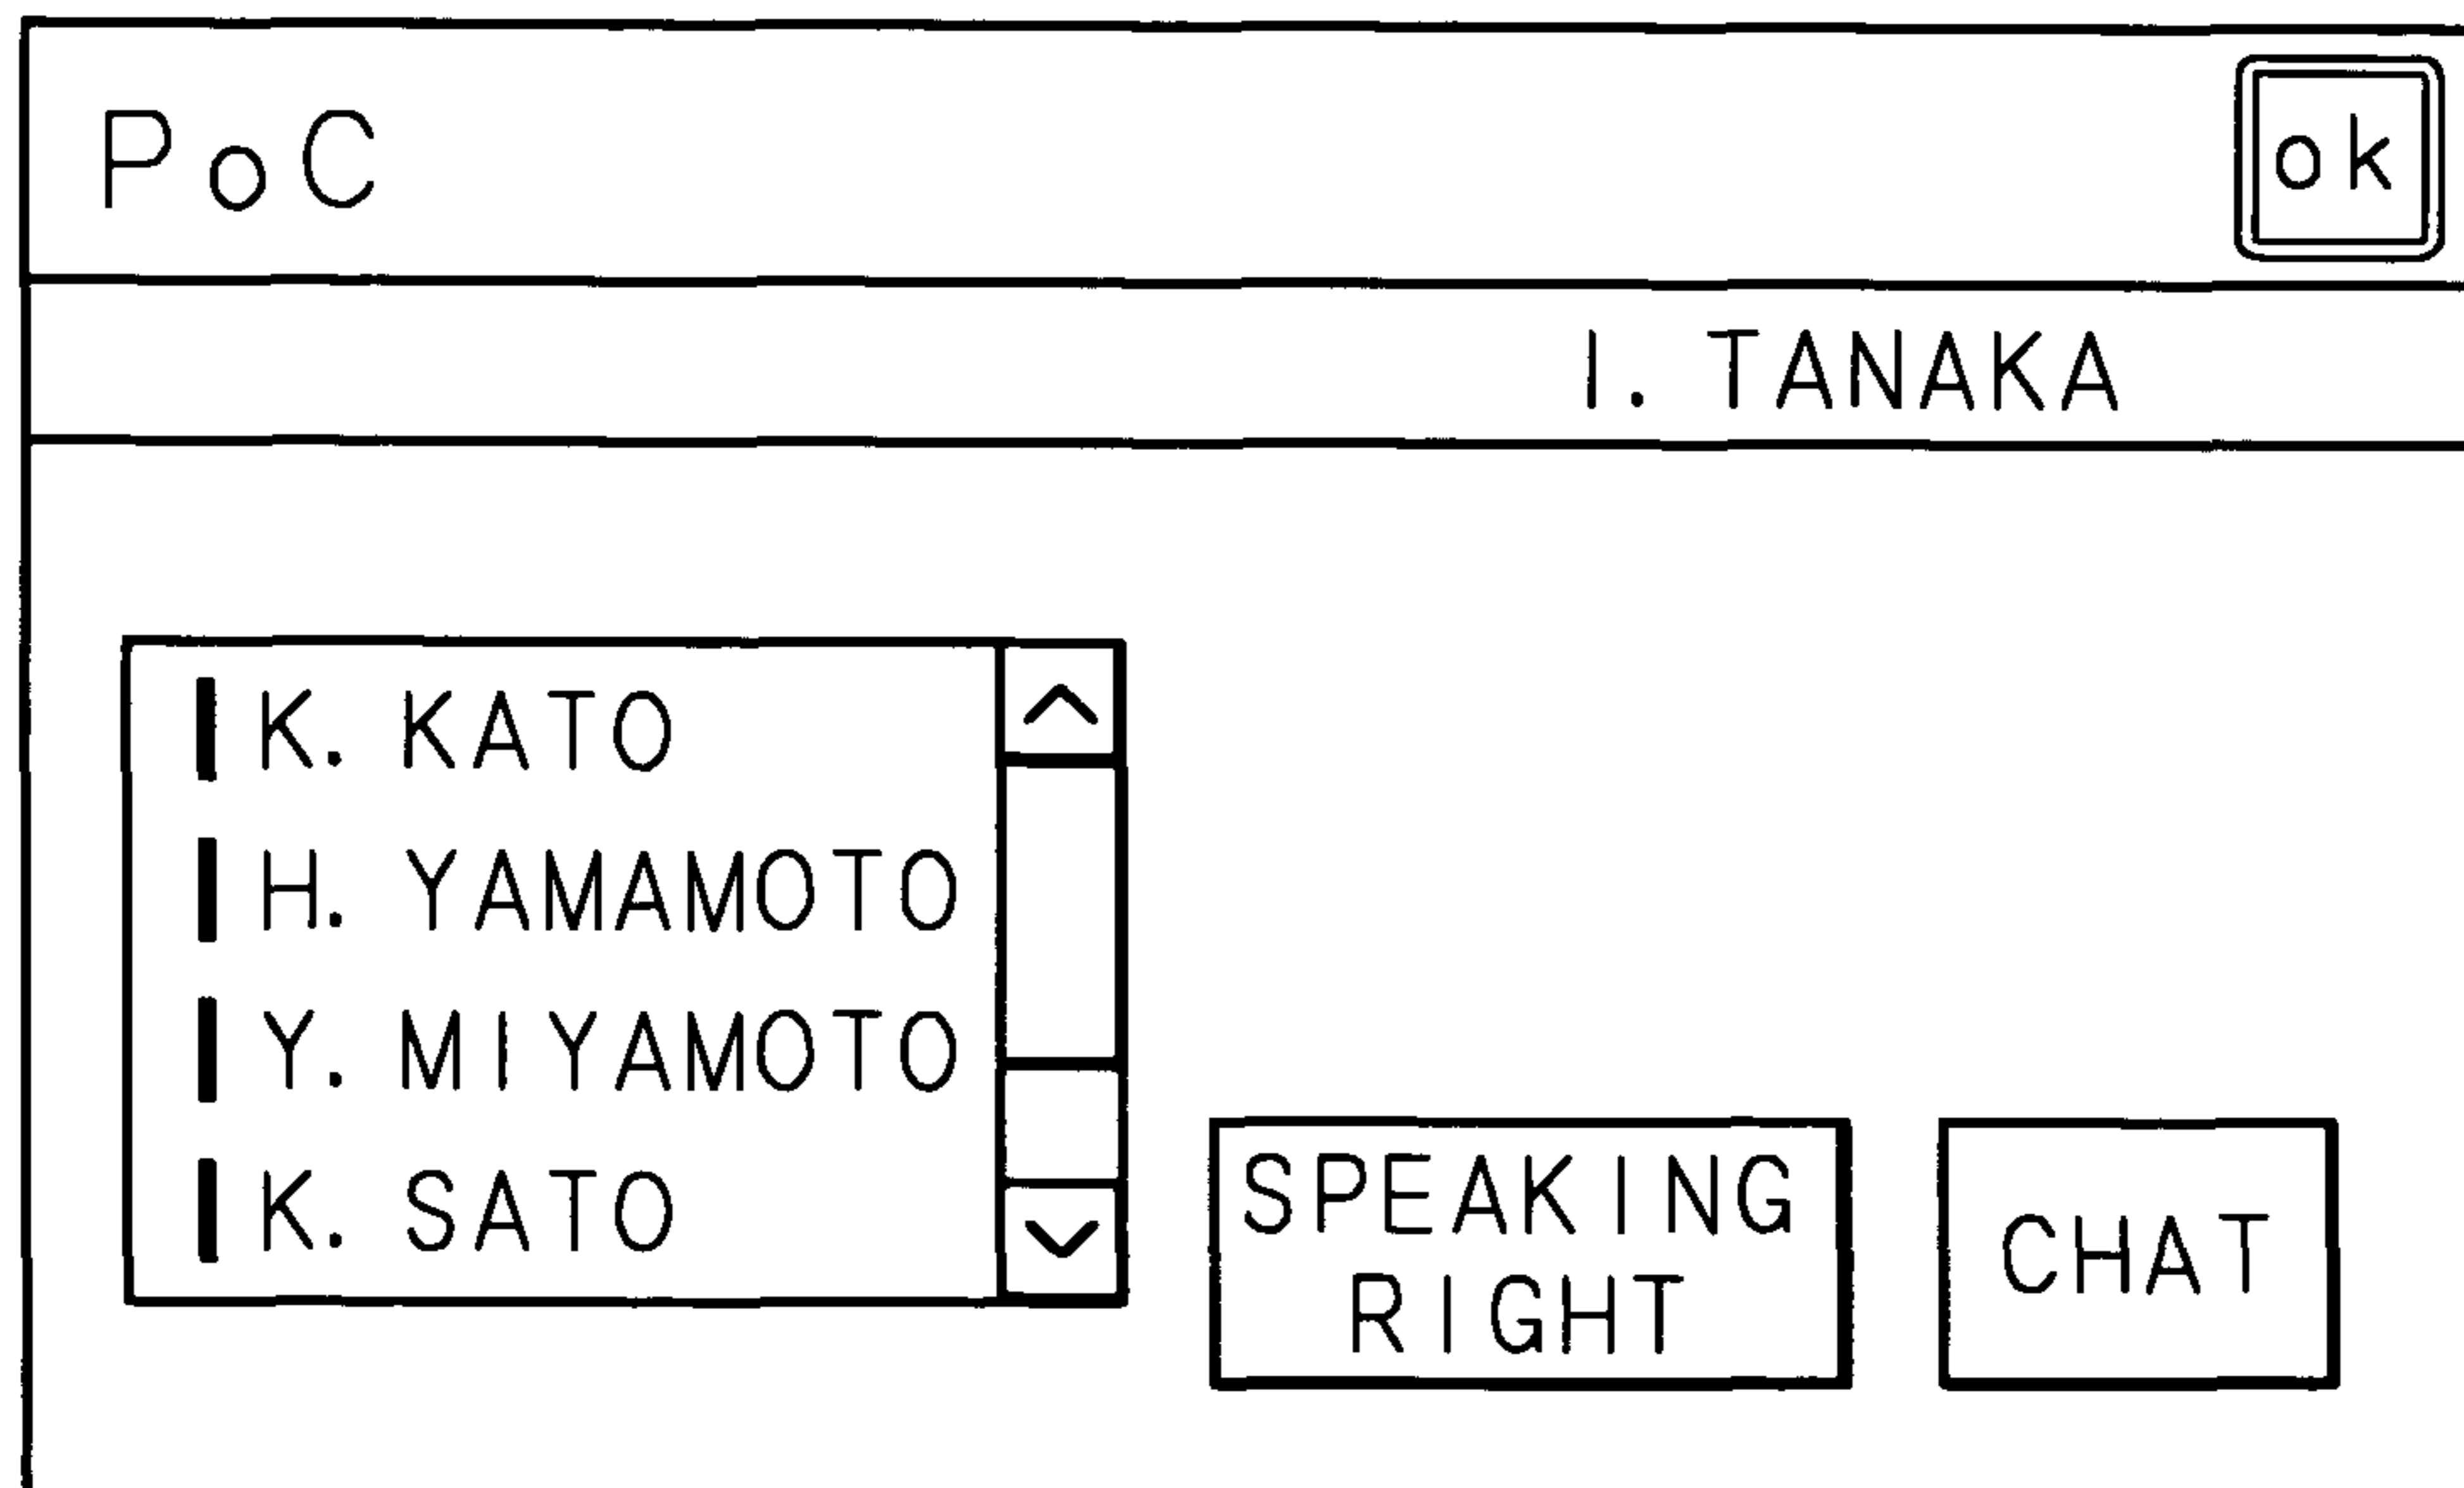 PoC
ok
I. TANAKA
K. KATO
H. YAMAMOTO
Y. MIYAMOTO
K. SATO
SPEAKING
RIGHT
CHAT